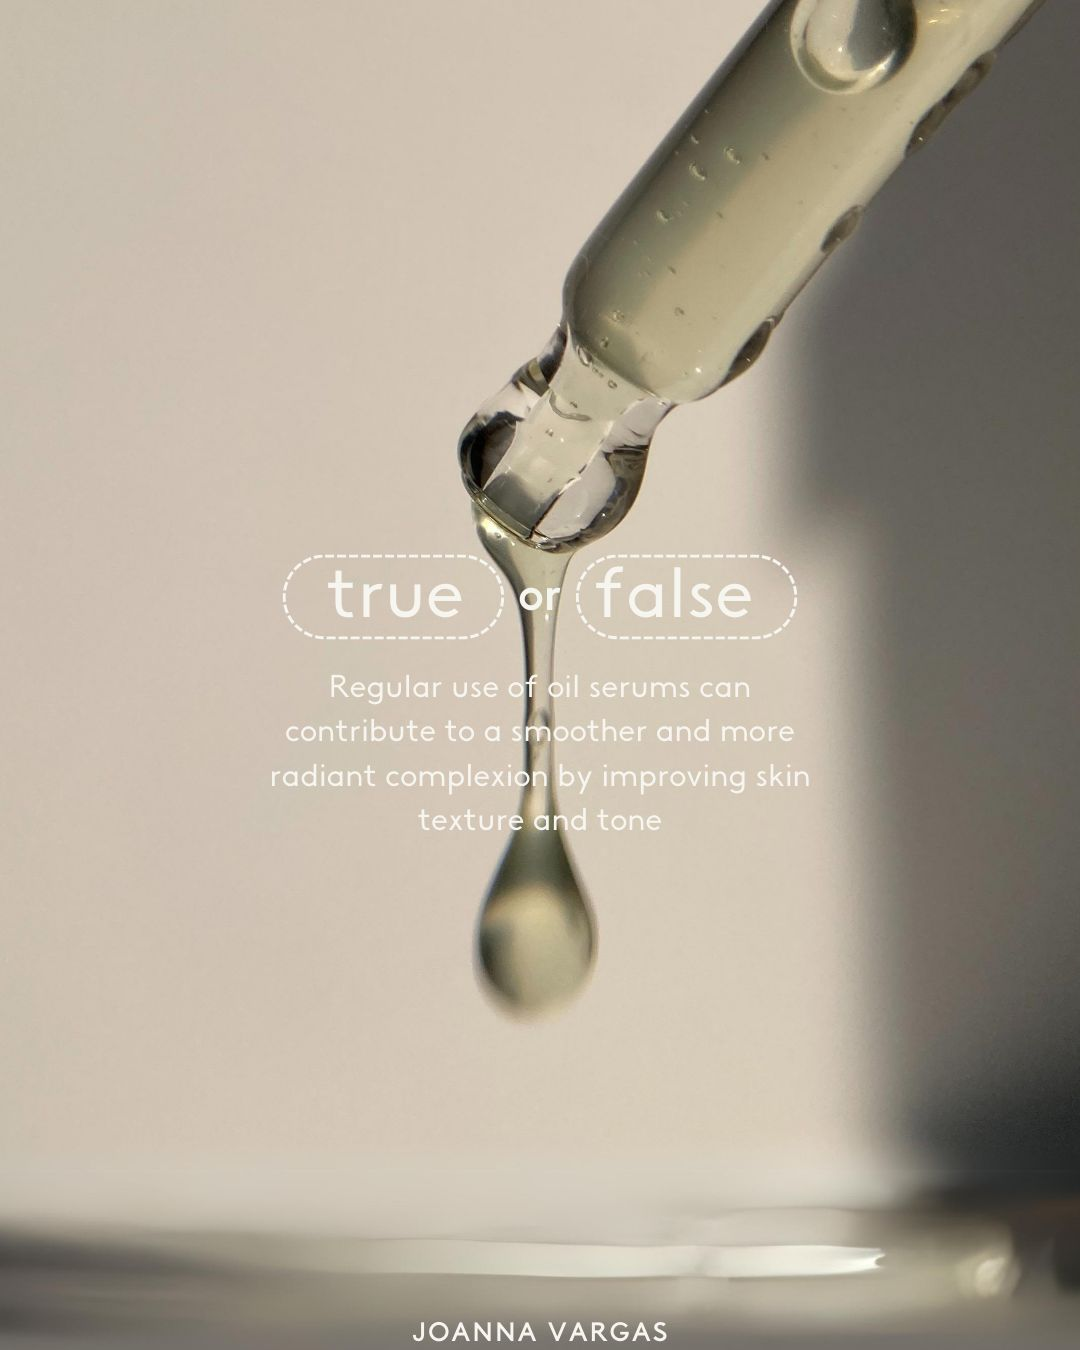 true or false
Regular use of oil serums can
contribute to a smoother and more
radiant complexion by improving skin
texture and tone
JOANNA VARGAS